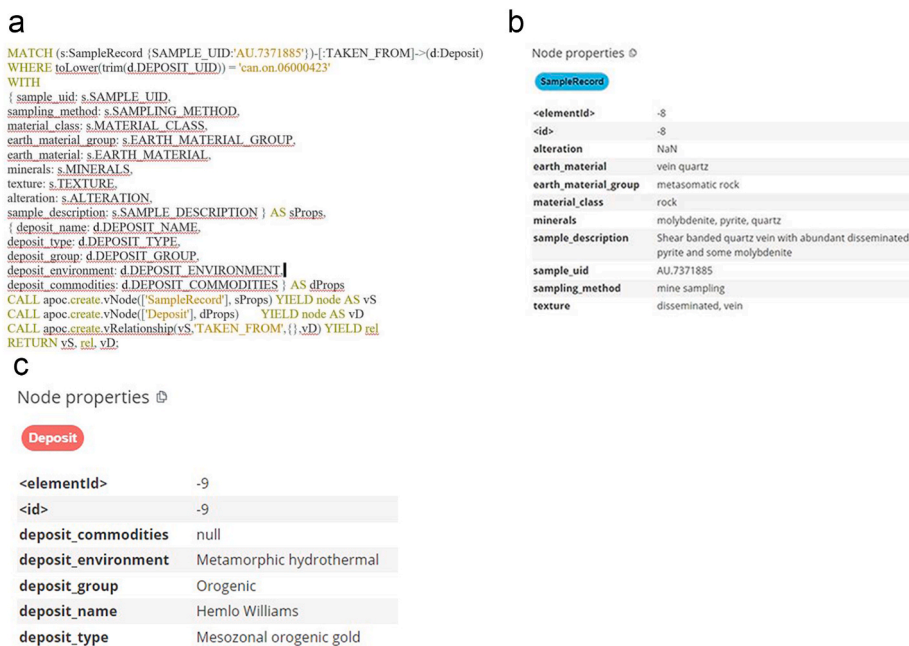 a
MATCH (s:SampleRecord {SAMPLE_UID:'AU.7371885'})-[:TAKEN_FROM]->(d:Deposit)
WHERE toLower(trim(d.DEPOSIT_UID)) = 'can.on.06000423'
WITH
{ sample_uid: s.SAMPLE_UID,
sampling_method: s.SAMPLING_METHOD,
material_class: s.MATERIAL_CLASS,
earth_material_group: s.EARTH_MATERIAL_GROUP,
earth_material: s.EARTH_MATERIAL,
minerals: s.MINERALS,
texture: s.TEXTURE,
alteration: s.ALTERATION,
sample_description: s.SAMPLE_DESCRIPTION } AS sProps,
{ deposit_name: d.DEPOSIT_NAME,
deposit_type: d.DEPOSIT_TYPE,
deposit_group: d.DEPOSIT_GROUP,
deposit_environment: d.DEPOSIT_ENVIRONMENT,
deposit_commodities: d.DEPOSIT_COMMODITIES } AS dProps
CALL apoc.create.vNode(['SampleRecord'], sProps) YIELD node AS vS
CALL apoc.create.vNode(['Deposit'], dProps) YIELD node AS vD
CALL apoc.create.vRelationship(vS,'TAKEN_FROM',{},vD) YIELD rel
RETURN vS, rel, vD;
b
Node properties
SampleRecord
<elementId> -8
<id> -8
alteration NaN
earth_material vein quartz
earth_material_group metasomatic rock
material_class rock
minerals molybdenite, pyrite, quartz
sample_description Shear banded quartz vein with abundant disseminated
pyrite and some molybdenite
sample_uid AU.7371885
sampling_method mine sampling
texture disseminated, vein
c
Node properties
Deposit
<elementId> -9
<id> -9
deposit_commodities null
deposit_environment Metamorphic hydrothermal
deposit_group Orogenic
deposit_name Hemlo Williams
deposit_type Mesozonal orogenic gold